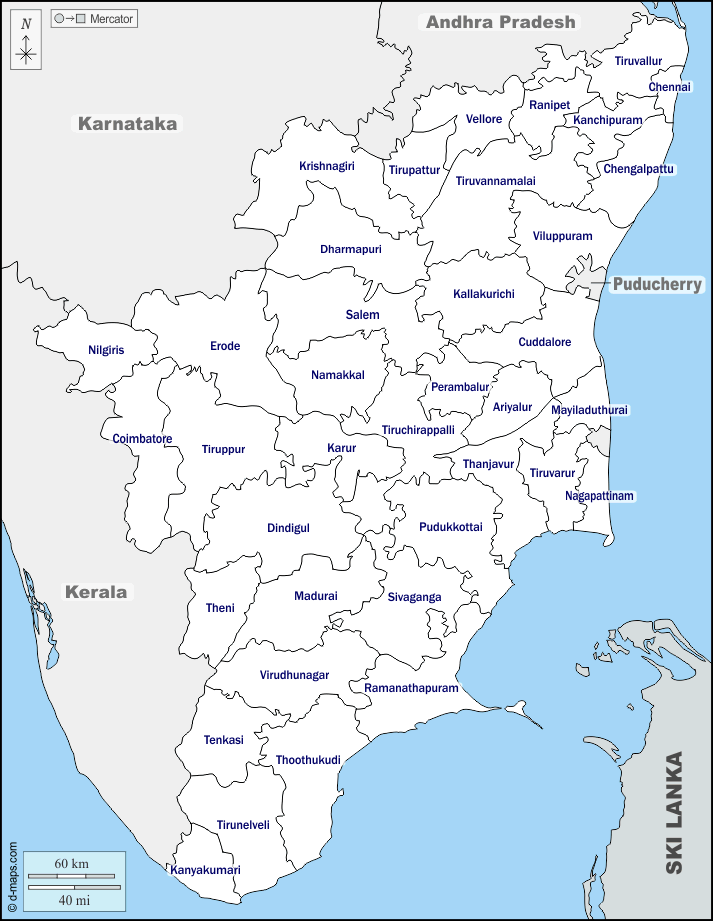 N
Mercator
Andhra Pradesh
Tiruvallur
Chennai
Ranipet
Vellore
Kanchipuram
Karnataka
Krishnagiri
Tirupattur
Chengalpattu
Tiruvannamalai
Viluppuram
Dharmapuri
Puducherry
Kallakurichi
Salem
Cuddalore
Erode
Nilgiris
Namakkal
Perambalur
Ariyalur
Mayiladuthurai
Tiruchirappalli
Coimbatore
Tiruppur
Karur
Thanjavur
Tiruvarur
Nagapattinam
Dindigul
Pudukkottai
Kerala
Theni
Madurai
Sivaganga
Virudhunagar
Ramanathapuram
Tenkasi
Thoothukudi
SKI LANKA
Tirunelveli
Kanyakumari
60 km
40 mi
© d-maps.com